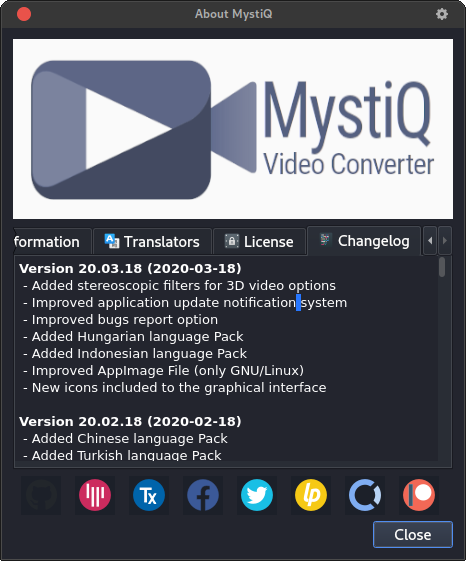 About MystiQ
MystiQ
Video Converter
formation
Translators
License
Changelog
Version 20.03.18 (2020-03-18)
- Added stereoscopic filters for 3D video options
- Improved application update notification system
- Improved bugs report option
- Added Hungarian language Pack
- Added Indonesian language Pack
- Improved AppImage File (only GNU/Linux)
- New icons included to the graphical interface
Version 20.02.18 (2020-02-18)
- Added Chinese language Pack
- Added Turkish language Pack
Tx
lp
Close